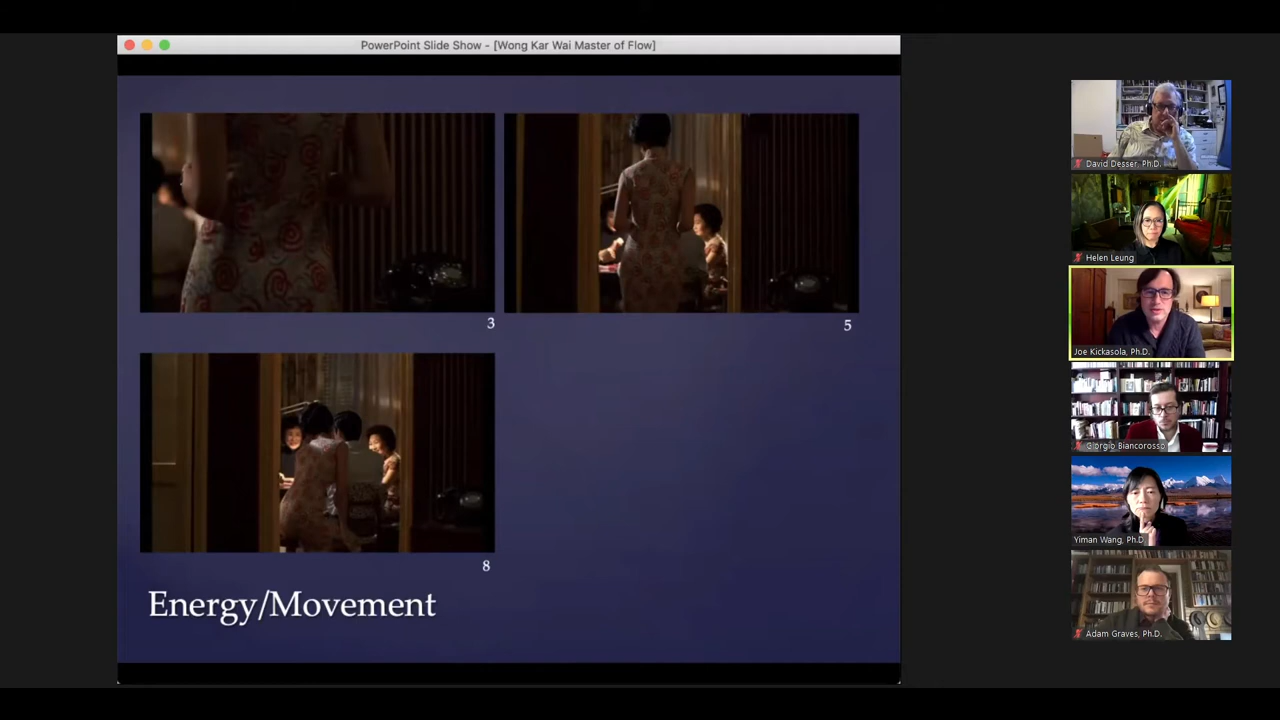 PowerPoint Slide Show - [Wong Kar Wai Master of Flow]
3
5
8
Energy/Movement
David Desser, Ph.D.
Helen Leung
Joe Kickasola, Ph.D.
Giorgio Biancorosso
Yiman Wang, Ph.D.
Adam Graves, Ph.D.